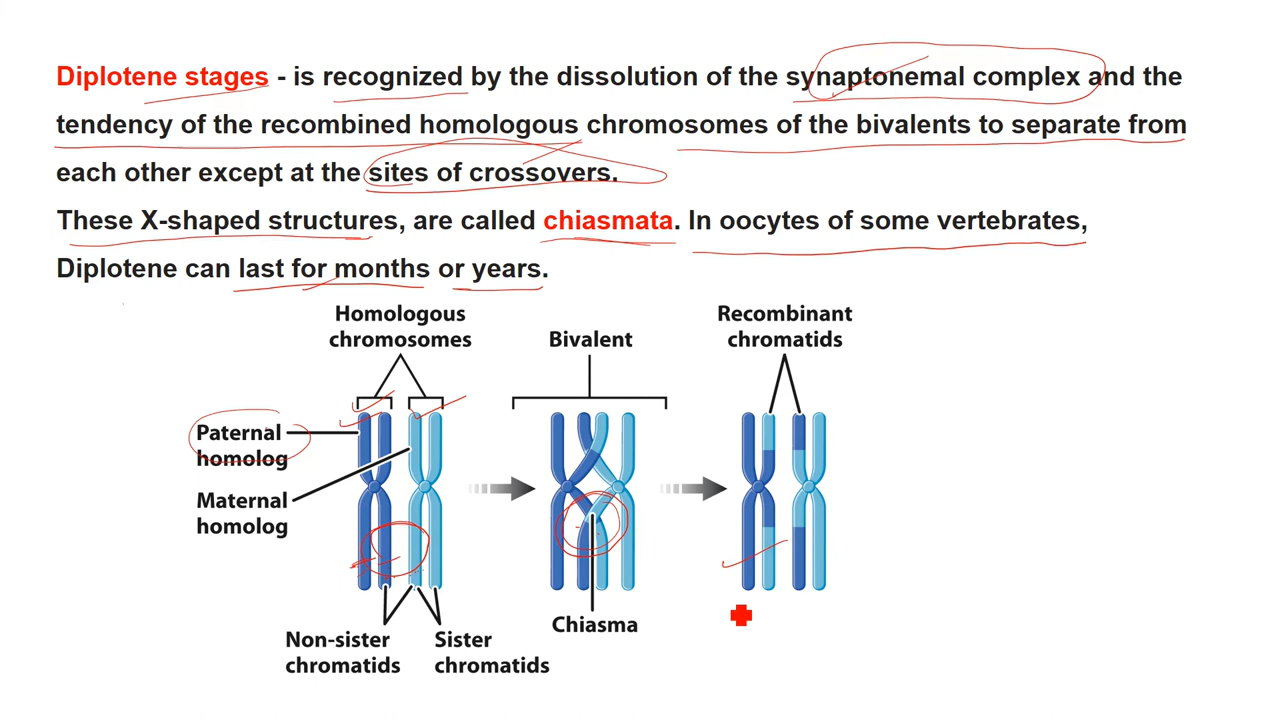 Diplotene stages - is recognized by the dissolution of the synaptonemal complex and the
tendency of the recombined homologous chromosomes of the bivalents to separate from
each other except at the sites of crossovers.
These X-shaped structures, are called chiasmata. In oocytes of some vertebrates,
Diplotene can last for months or years.
Homologous
chromosomes
Bivalent
Recombinant
chromatids
Paternal
homolog
Maternal
homolog
Non-sister
chromatids
Sister
chromatids
Chiasma